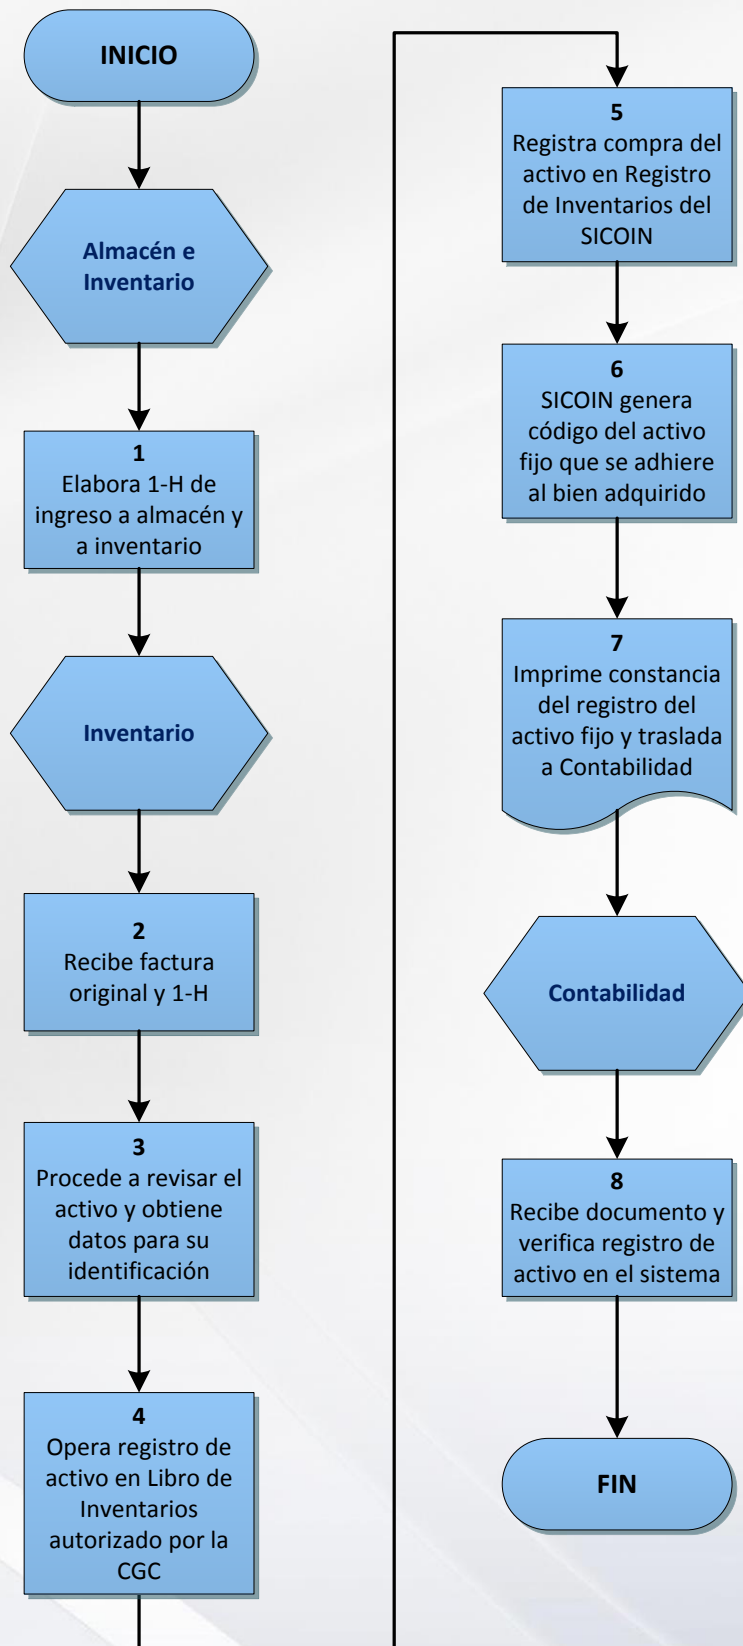 INICIO
Almacén e
Inventario
1
Elabora 1-H de
ingreso a almacén y
a inventario
Inventario
2
Recibe factura
original y 1-H
3
Procede a revisar el
activo y obtiene
datos para su
identificación
4
Opera registro de
activo en Libro de
Inventarios
autorizado por la
CGC
5
Registra compra del
activo en Registro
de Inventarios del
SICOIN
6
SICOIN genera
código del activo
fijo que se adhiere
al bien adquirido
7
Imprime constancia
del registro del
activo fijo y traslada
a Contabilidad
Contabilidad
8
Recibe documento y
verifica registro de
activo en el sistema
FIN